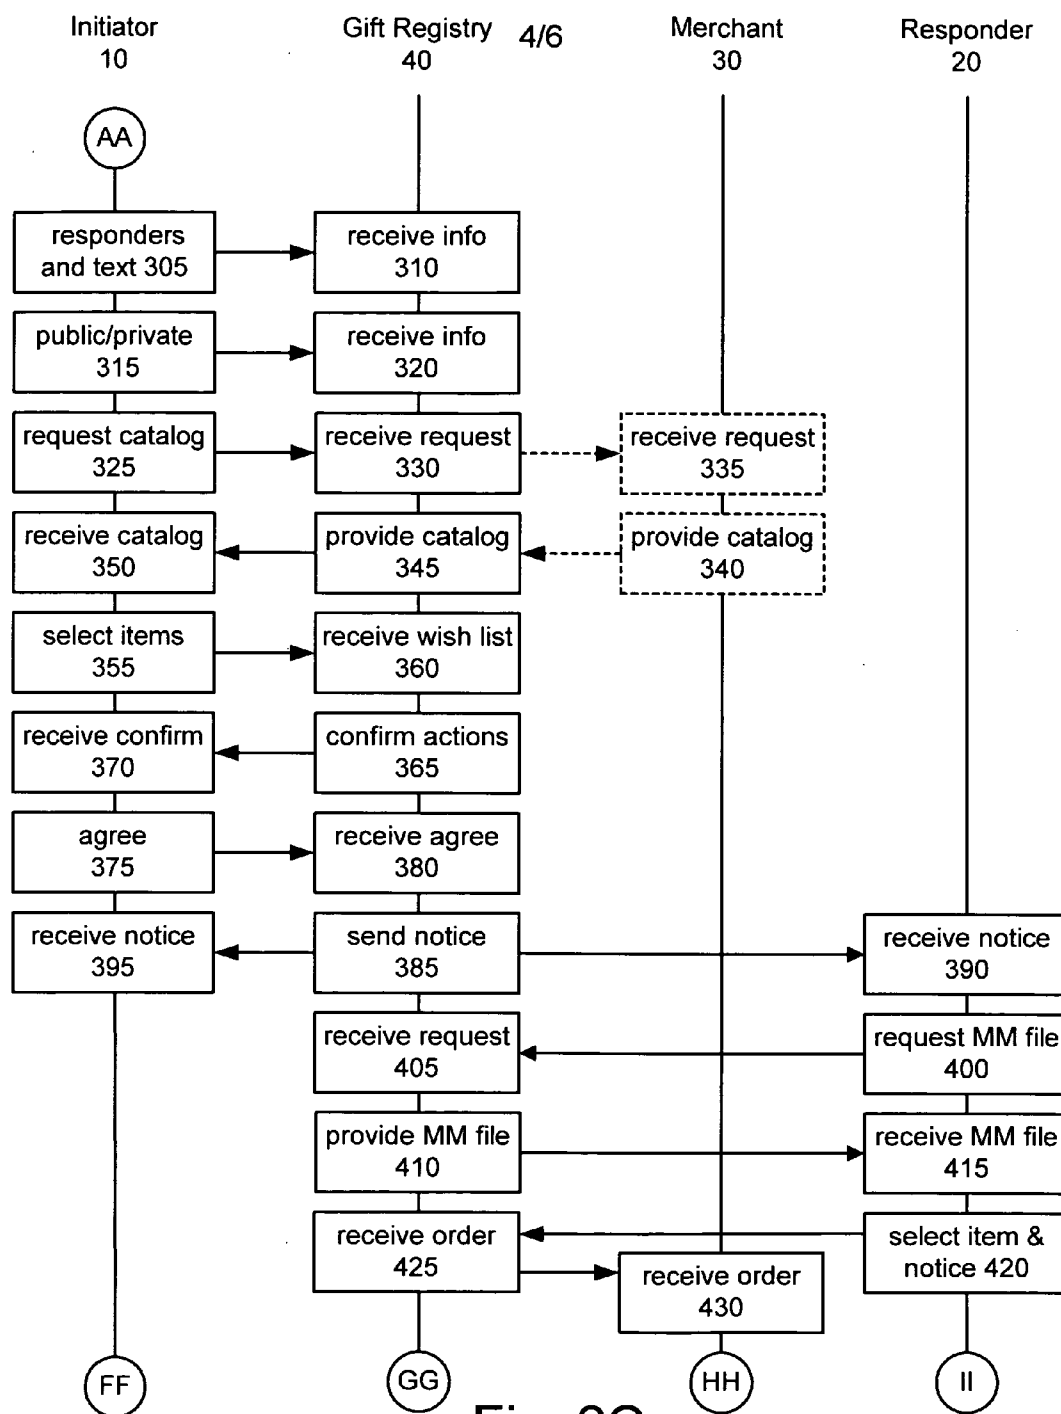 Initiator
10
Gift Registry
40
4/6
Merchant
30
Responder
20
AA
responders
and text 305
receive info
310
public/private
315
receive info
320
request catalog
325
receive request
330
receive request
335
receive catalog
350
provide catalog
345
provide catalog
340
select items
355
receive wish list
360
receive confirm
370
confirm actions
365
agree
375
receive agree
380
receive notice
395
send notice
385
receive notice
390
receive request
405
request MM file
400
provide MM file
410
receive MM file
415
receive order
425
select item &
notice 420
receive order
430
FF
GG
HH
II